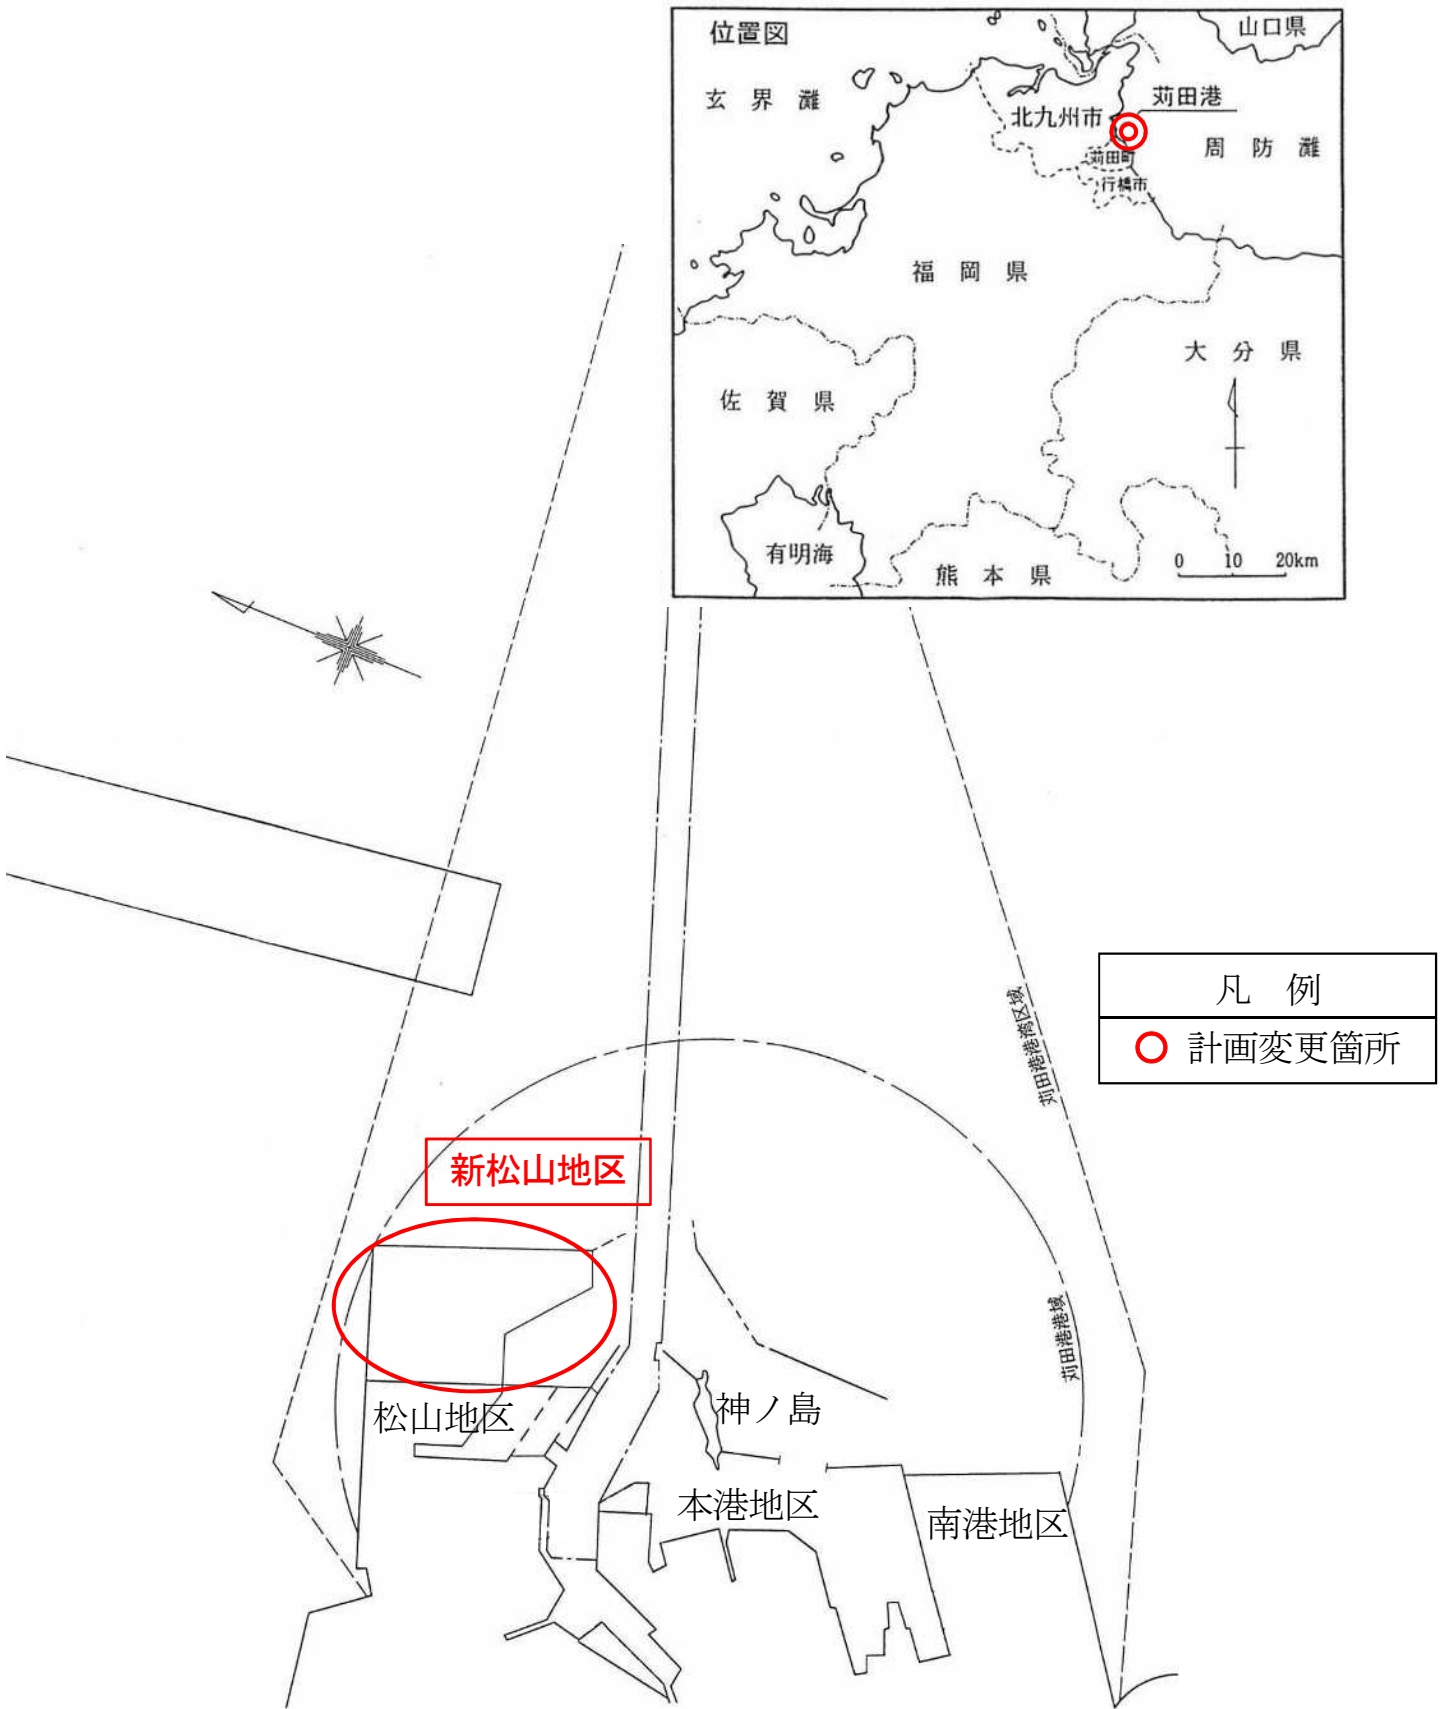 位置図
山口県
玄界灘
苅田港
北九州市
周防灘
苅田町
行橋市
福岡県
大分県
佐賀県
有明海
熊本県
0 10 20km
苅田港港湾区域
凡例
計画変更箇所
新松山地区
苅田港港域
松山地区
神ノ島
本港地区
南港地区